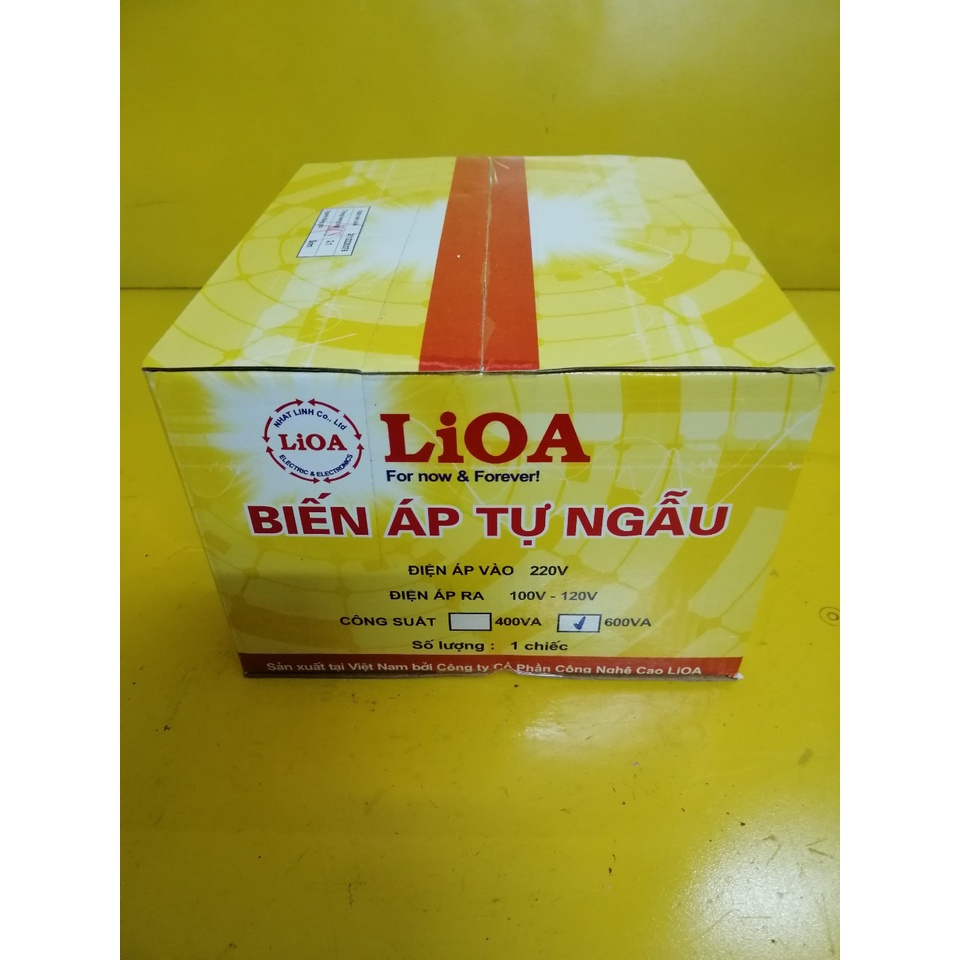 NHAT LINH Co., Ltd
LiOA
ELECTRIC & ELECTRONICS
LiOA
For now & Forever!
BIẾN ÁP TỰ NGẪU
ĐIỆN ÁP VÀO 220V
ĐIỆN ÁP RA 100V - 120V
CÔNG SUẤT 400VA 600VA
Số lượng : 1 chiếc
Sản xuất tại Việt Nam bởi Công ty Cổ Phần Công Nghệ Cao LiOA